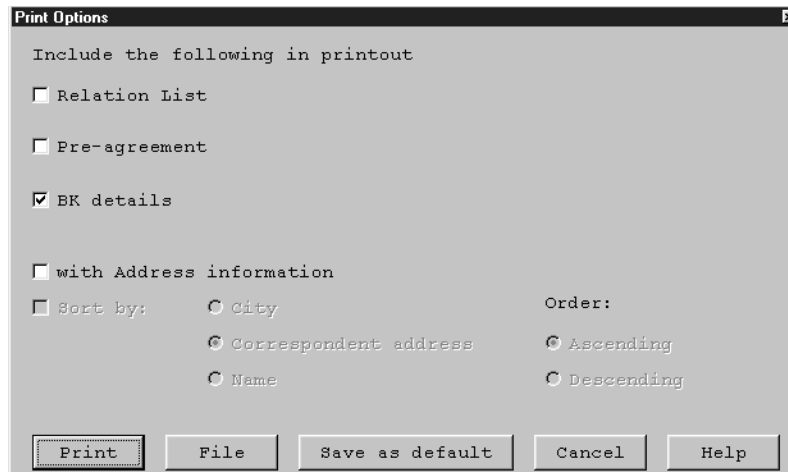 Print Options
Include the following in printout
Relation List
Pre-agreement
BK details
with Address information
Sort by: City Order:
Correspondent address Ascending
Name Descending
Print File Save as default Cancel Help